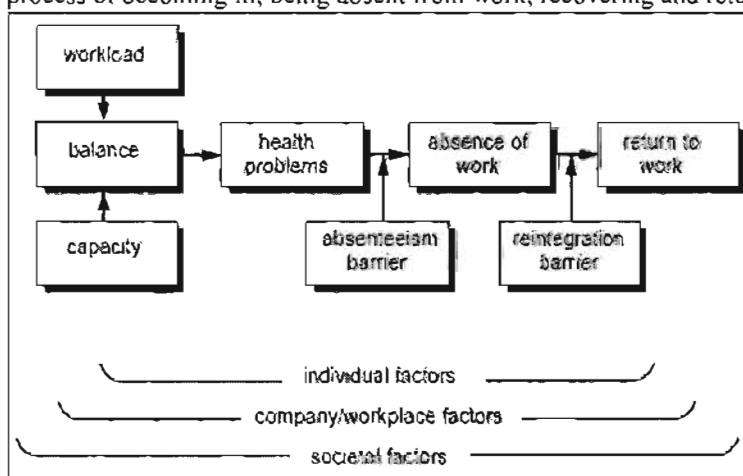 process of becoming ill, being absent from work, recovering and
workload
balance
capacity
health
problems
absence of
work
return to
work
absenteeism
barrier
reintegration
barrier
individual factors
company/workplace factors
societal factors